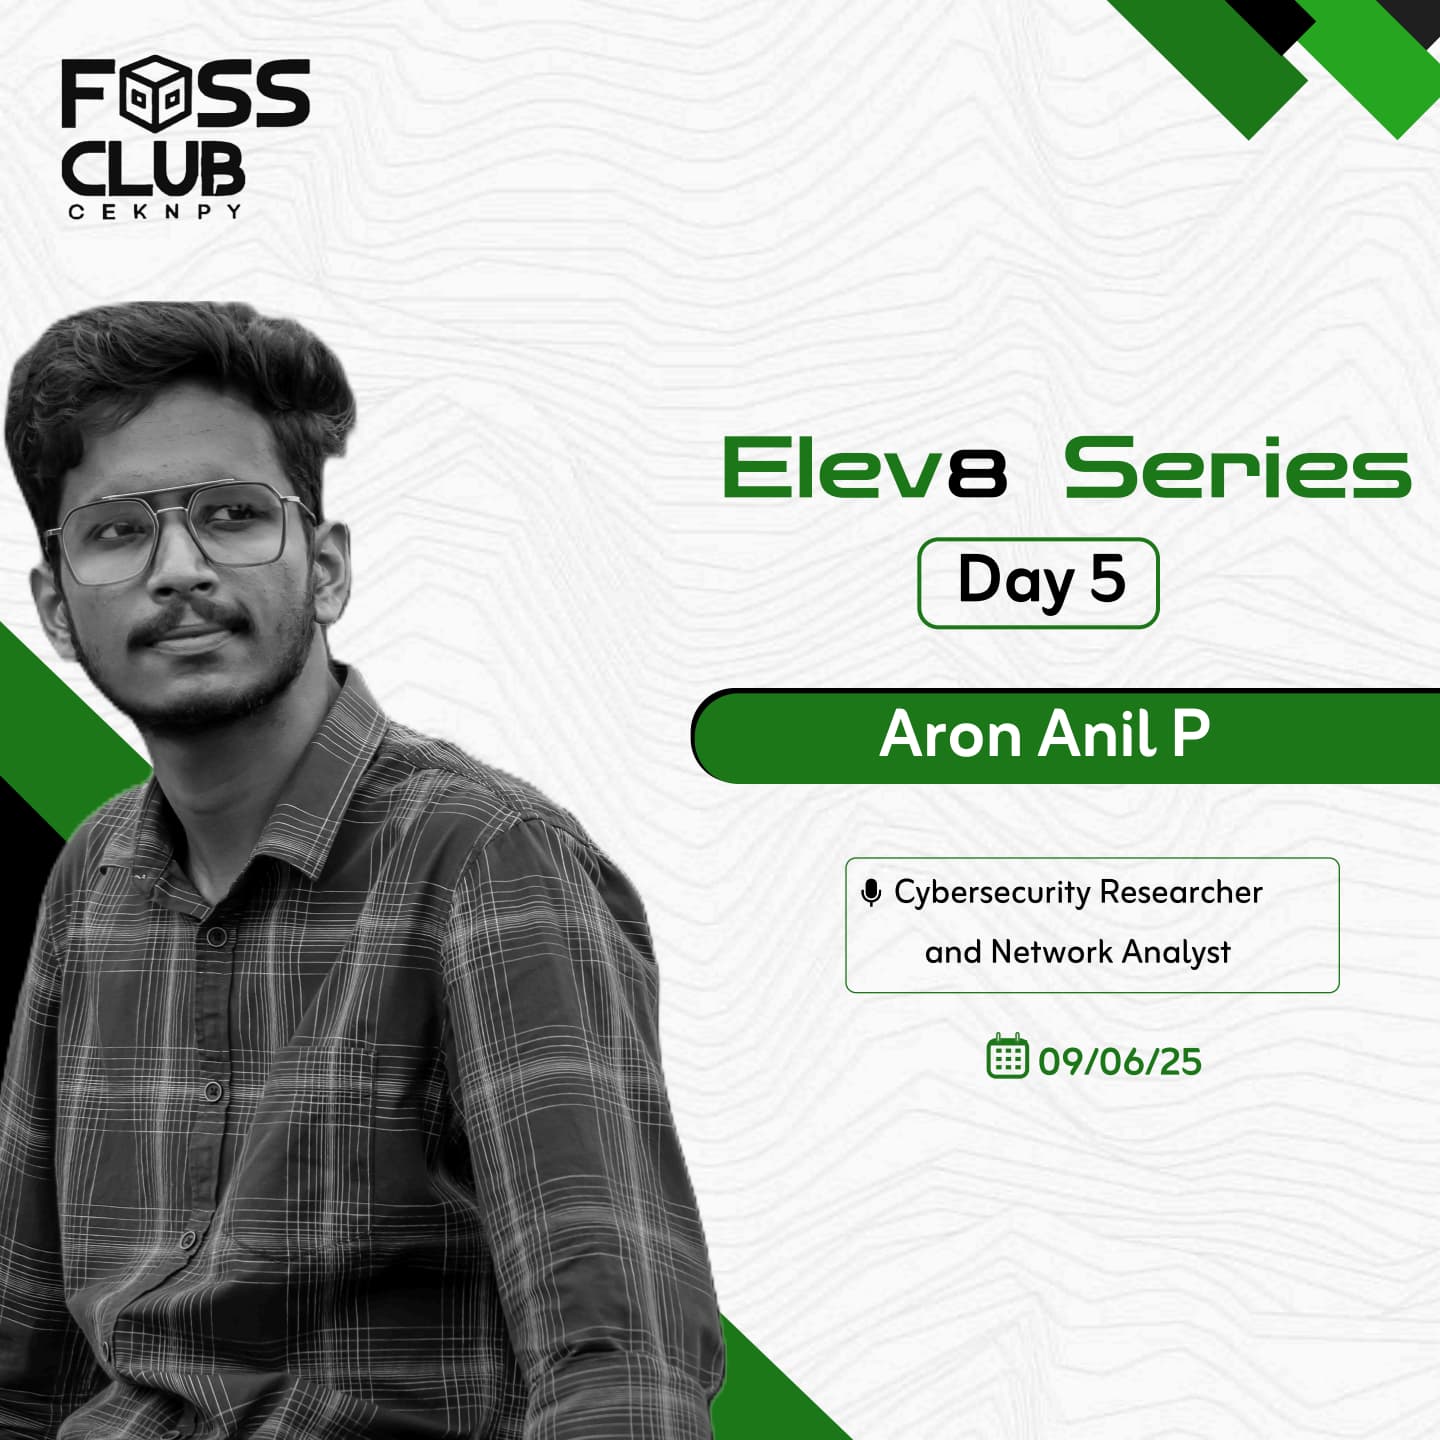 FOSS
CLUB
CEKNPY
Elev8 Series
Day 5
Aron Anil P
Cybersecurity Researcher
and Network Analyst
09/06/25